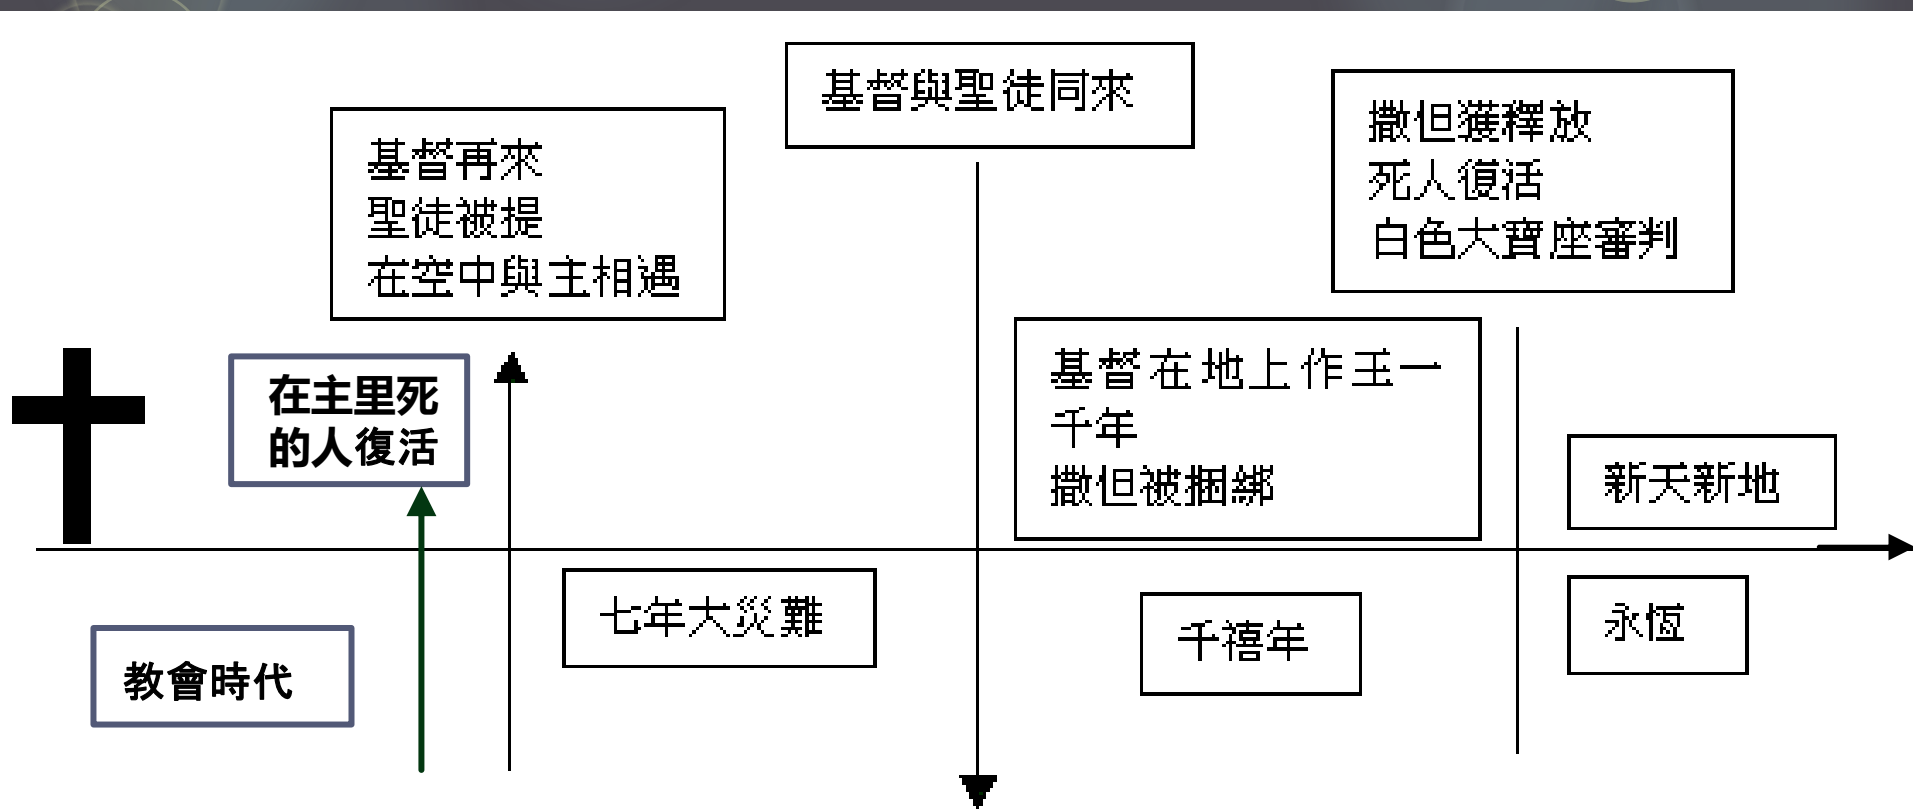 基督與聖徒同來
基督再來
聖徒被提
在空中與主相遇
撒但獲釋放
死人復活
白色大寶座審判
在主里死
的人復活
基督在地上作王一
千年
撒但被捆綁
新天新地
七年大災難
千禧年
永恆
教會時代